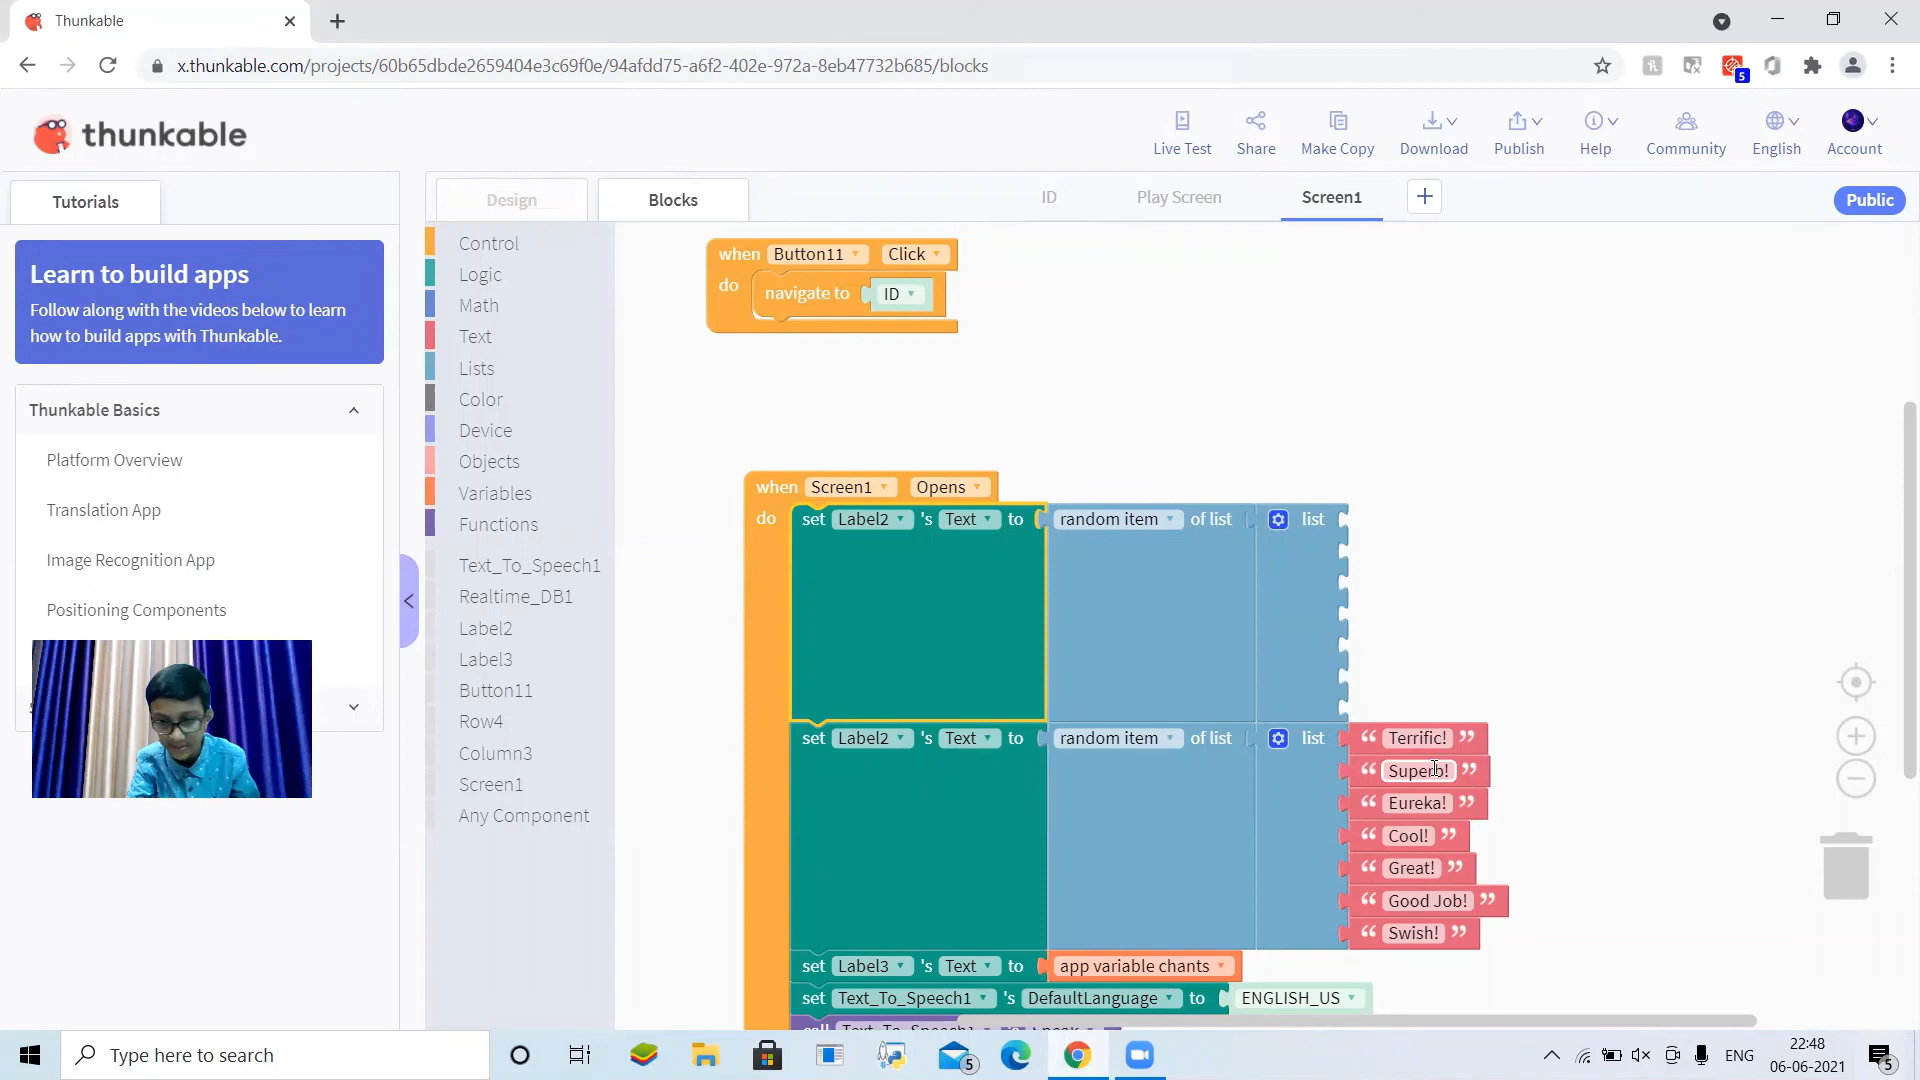 Thunkable
x.thunkable.com/projects/60b65dbde2659404e3c69f0e/94afdd75-a6f2-402e-972a-8eb47732b685/blocks
5
thunkable
Live Test
Share
Make Copy
Download
Publish
Help
Community
English
Account
Tutorials
Design
Blocks
ID
Play Screen
Screen1
Public
Learn to build apps
Follow along with the videos below to learn
how to build apps with Thunkable.
Thunkable Basics
Platform Overview
Translation App
Image Recognition App
Positioning Components
Control
Logic
Math
Text
Lists
Color
Device
Objects
Variables
Functions
Text_To_Speech1
Realtime_DB1
Label2
Label3
Button11
Row4
Column3
Screen1
Any Component
when Button11 Click
do navigate to ID
when Screen1 Opens
do set Label2 's Text to random item of list list
set Label2 's Text to random item of list list “ Terrific! ”
“ Superb! ”
“ Eureka! ”
“ Cool! ”
“ Great! ”
“ Good Job! ”
“ Swish! ”
set Label3 's Text to app variable chants
set Text_To_Speech1 's DefaultLanguage to ENGLISH_US
Type here to search
5
ENG
22:48
06-06-2021
5